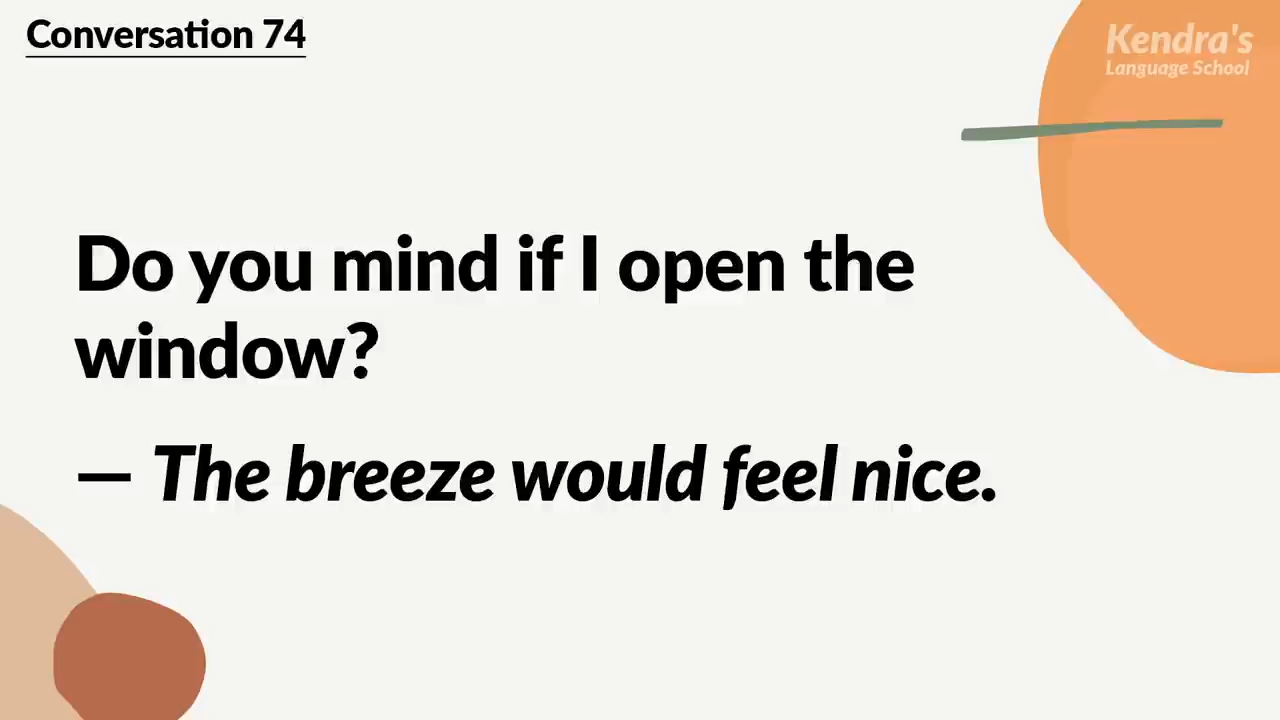 Conversation 74
Kendra's
Language School
Do you mind if I open the
window?
— The breeze would feel nice.